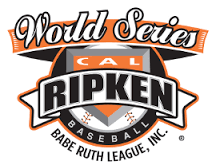 World Series
CAL
RIPKEN
BASEBALL
BABE RUTH LEAGUE, INC.
®